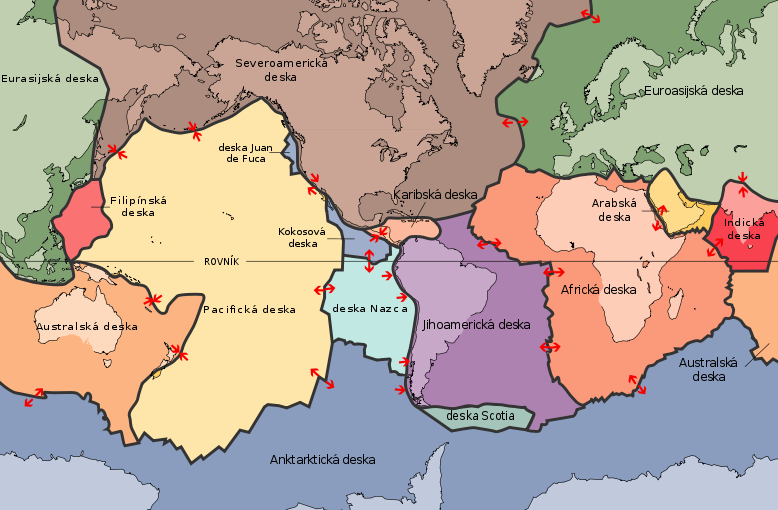 Severoamerická
deska
Eurasijská deska
Euroasijská deska
deska Juan
de Fuca
Karibská deska
Filipínská
deska
Arabská
deska
Indická
deska
Kokosová
deska
ROVNÍK
Africká deska
Pacifická deska
deska Nazca
Australská deska
Jihoamerická deska
Australská
deska
deska Scotia
Anktarktická deska